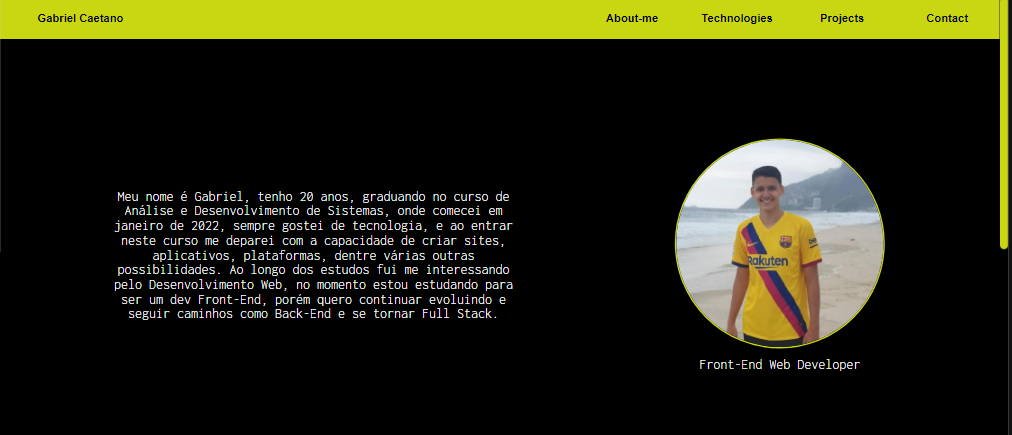 Gabriel Caetano
About-me
Technologies
Projects
Contact
Meu nome é Gabriel, tenho 20 anos, graduando no curso de
Análise e Desenvolvimento de Sistemas, onde comecei em
janeiro de 2022, sempre gostei de tecnologia, e ao entrar
neste curso me deparei com a capacidade de criar sites,
aplicativos, plataformas, dentre várias outras
possibilidades. Ao longo dos estudos fui me interessando
pelo Desenvolvimento Web, no momento estou estudando para
ser um dev Front-End, porém quero continuar evoluindo e
seguir caminhos como Back-End e se tornar Full Stack.
Rakuten
Front-End Web Developer